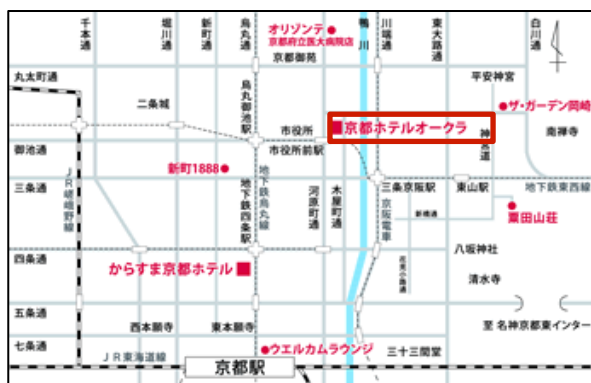 千本通
堀川通
新町通
烏丸通
オリゾンテ
京都府立医大病院店
京都御苑
鴨川
川端通
東大路通
白川通
丸太町通
二条城
烏丸御池駅
平安神宮
ザ・ガーデン岡崎
市役所
京都ホテルオークラ
神宮道
南禅寺
御池通
市役所前駅
JR嵯峨野線
新町1888
三条通
地下鉄四条駅
地下鉄烏丸線
河原町通
木屋町通
三条京阪駅
東山駅
地下鉄東西線
京阪電車
新橋通
粟田山荘
花見小路通
八坂神社
四条通
からすま京都ホテル
清水寺
五条通
西本願寺
東本願寺
至 名神京都東インター
七条通
ウエルカムラウンジ
三十三間堂
JR東海道線
京都駅